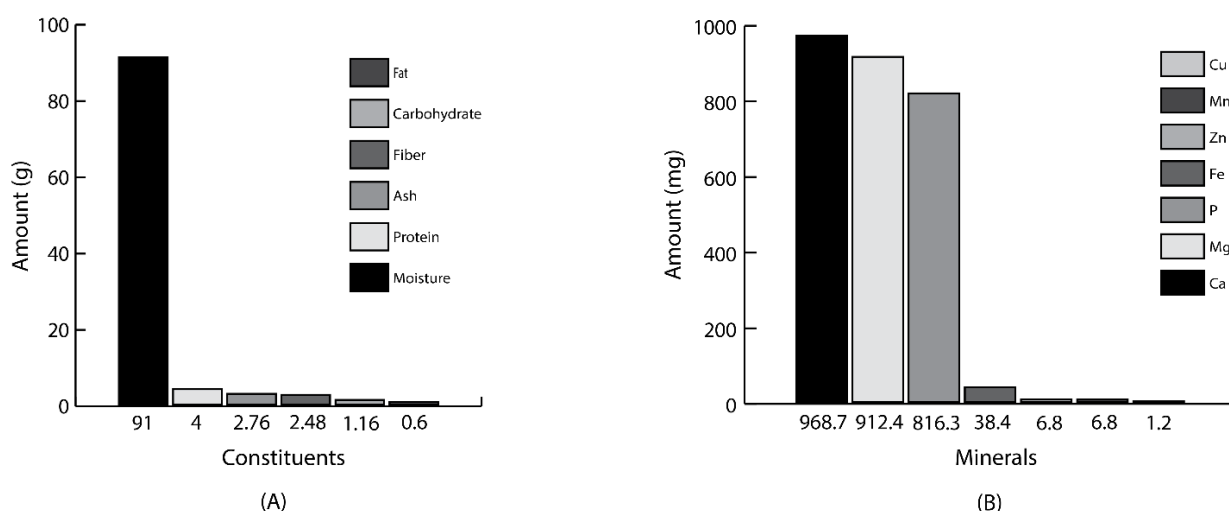 100
80
60
40
20
0
Amount (g)
Fat
Carbohydrate
Fiber
Ash
Protein
Moisture
91 4 2.76 2.48 1.16 0.6
Constituents
(A)
1000
800
600
400
200
0
Amount (mg)
Cu
Mn
Zn
Fe
P
Mg
Ca
968.7 912.4 816.3 38.4 6.8 6.8 1.2
Minerals
(B)